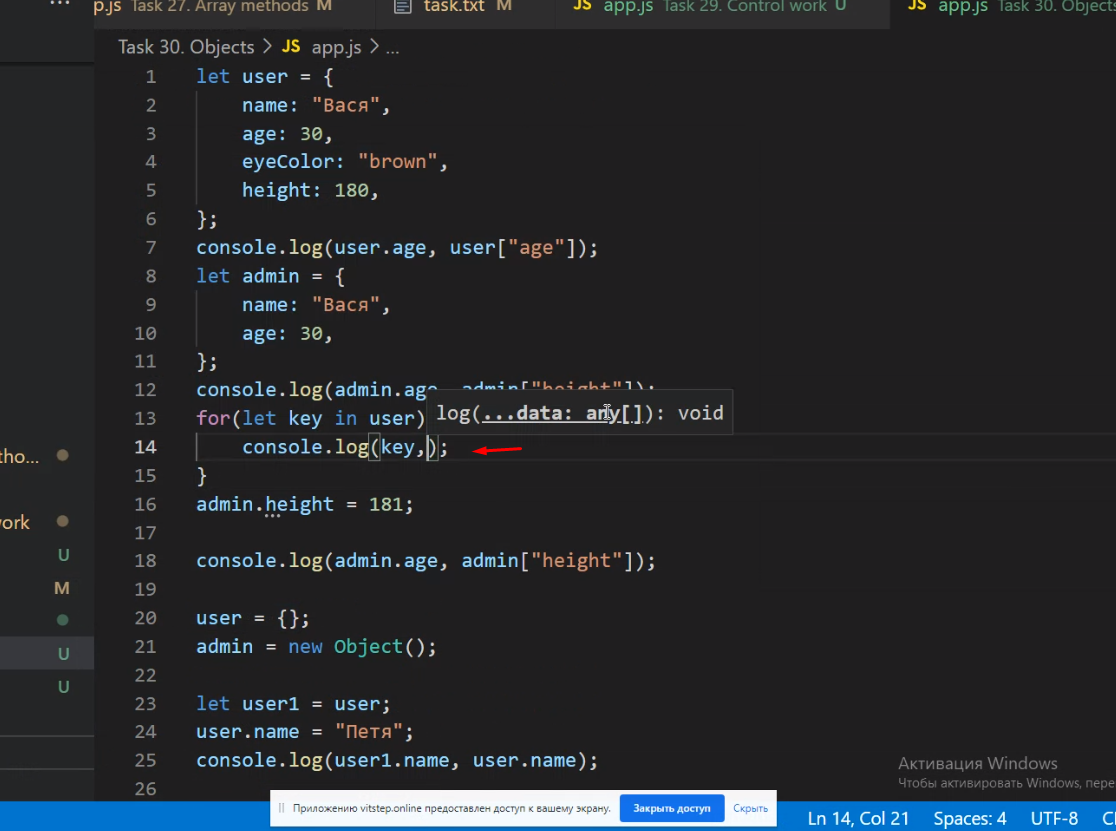 ... p.js Task 27. Array methods M task.txt M JS app.js Task 29. Control work U JS app.js Task 30. Objects
Task 30. Objects > JS app.js > ...
1 let user = {
2 name: "Вася",
3 age: 30,
4 eyeColor: "brown",
5 height: 180,
6 };
7 console.log(user.age, user["age"]);
8 let admin = {
9 name: "Вася",
10 age: 30,
11 };
12 console.log(admin.age, admin["height"]);
log(...data: any[]): void
13 for(let key in user)
14 console.log(key,);
15 }
16 admin.height = 181;
17
18 console.log(admin.age, admin["height"]);
19
20 user = {};
21 admin = new Object();
22
23 let user1 = user;
24 user.name = "Петя";
25 console.log(user1.name, user.name);
26
tho...
ork
U
M
U
U
Активация Windows
Чтобы активировать Windows, пере
Приложению vitstep.online предоставлен доступ к вашему экрану. Закрыть доступ Скрыть
Ln 14, Col 21 Spaces: 4 UTF-8 C